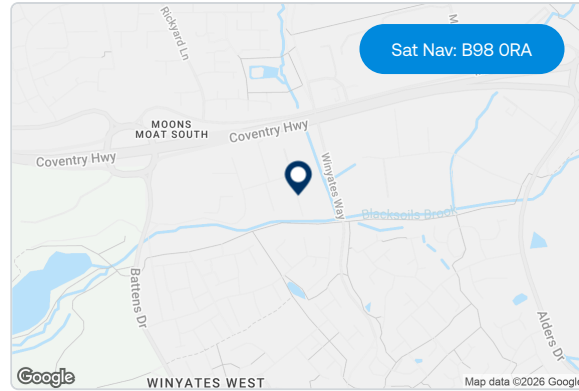 Rickyard Ln
Sat Nav: B98 0RA
M
MOONS
MOAT SOUTH
Coventry Hwy
Coventry Hwy
Winyates Way
Blacksoils Brook
Battens Dr
Alders Dr
WINYATES WEST
Google
Map data ©2026 Google